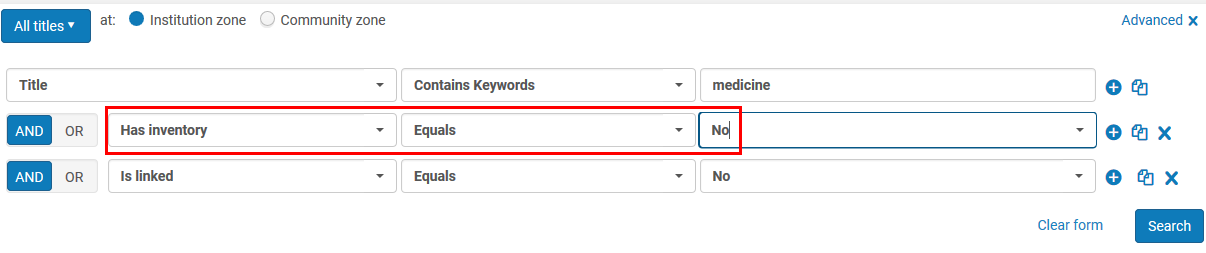 All titles at: Institution zone Community zone Advanced
Title Contains Keywords medicine
AND OR Has inventory Equals No
AND OR Is linked Equals No
Clear form Search